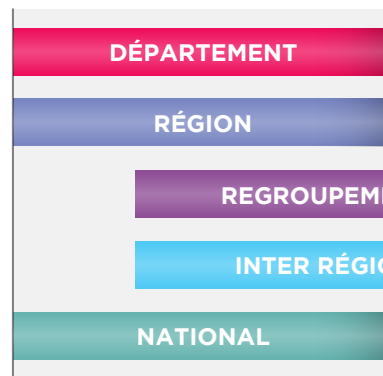 DÉPARTEMENT
RÉGION
REGROUPEM
INTER RÉGIO
NATIONAL